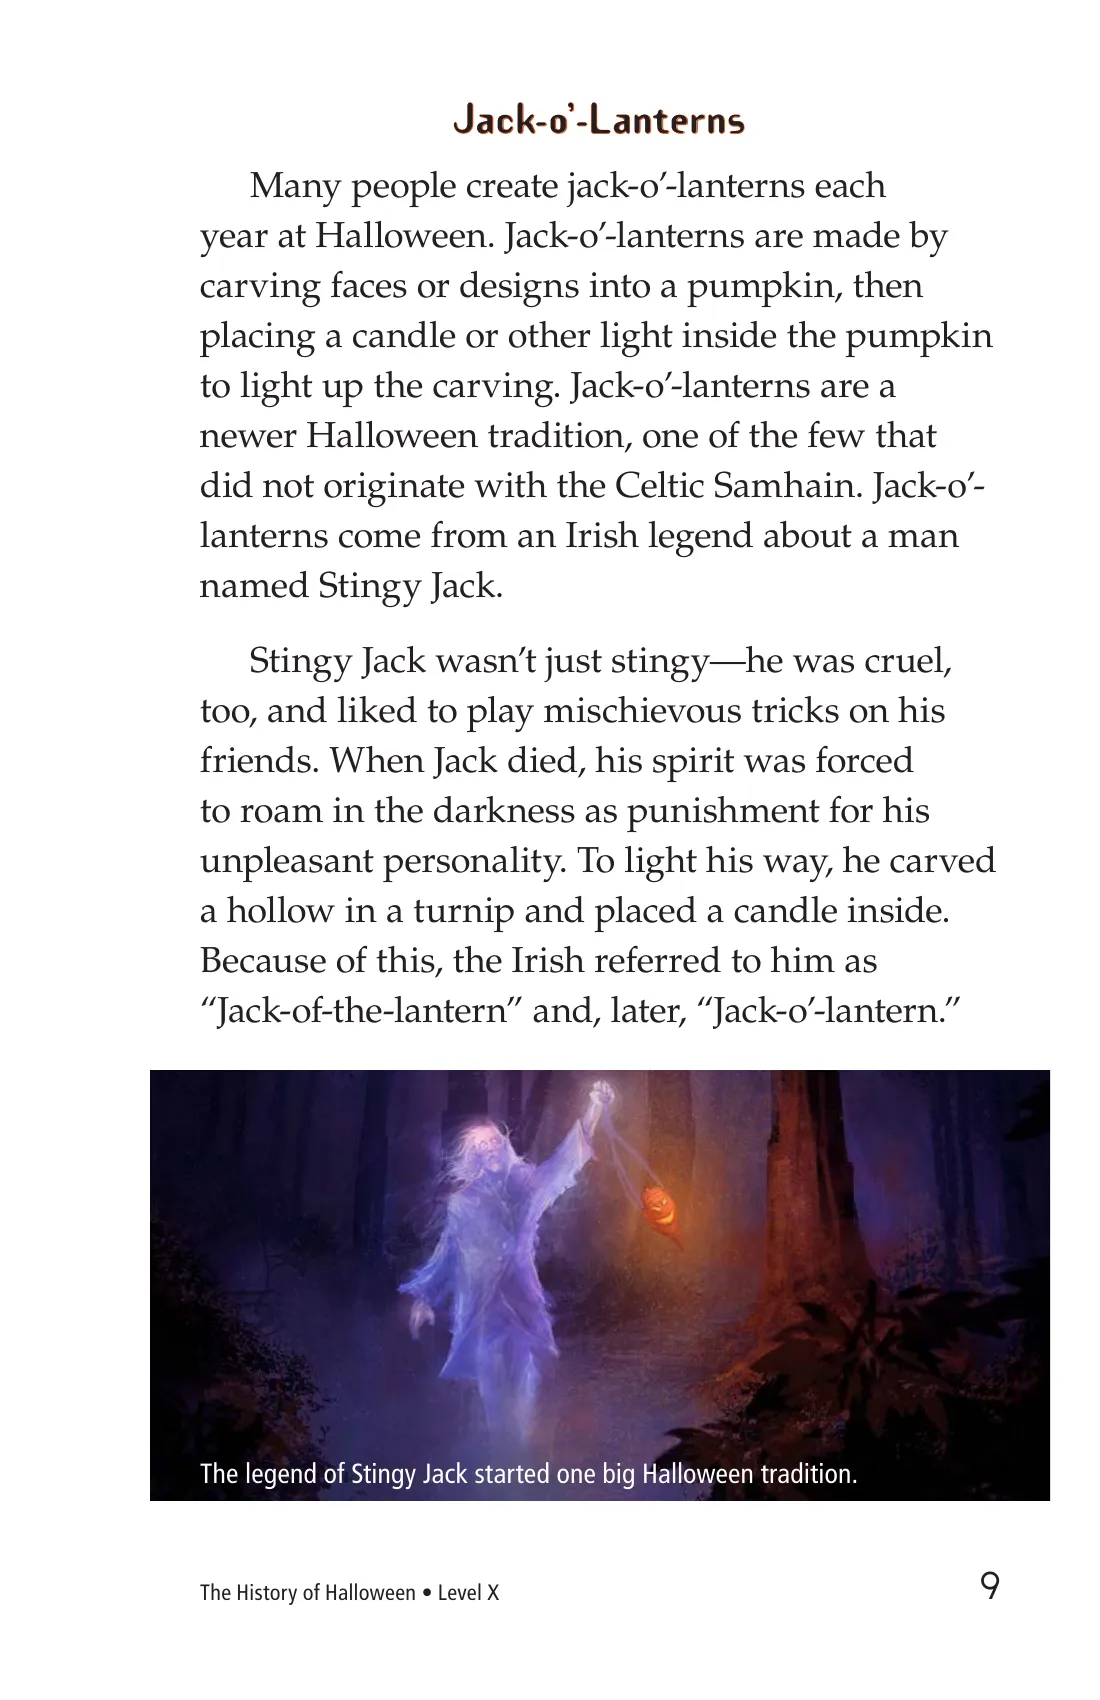 Jack-o’-Lanterns
Many people create jack-o’-lanterns each
year at Halloween. Jack-o’-lanterns are made by
carving faces or designs into a pumpkin, then
placing a candle or other light inside the pumpkin
to light up the carving. Jack-o’-lanterns are a
newer Halloween tradition, one of the few that
did not originate with the Celtic Samhain. Jack-o’-
lanterns come from an Irish legend about a man
named Stingy Jack.
Stingy Jack wasn’t just stingy—he was cruel,
too, and liked to play mischievous tricks on his
friends. When Jack died, his spirit was forced
to roam in the darkness as punishment for his
unpleasant personality. To light his way, he carved
a hollow in a turnip and placed a candle inside.
Because of this, the Irish referred to him as
“Jack-of-the-lantern” and, later, “Jack-o’-lantern.”
The legend of Stingy Jack started one big Halloween tradition.
The History of Halloween • Level X
9